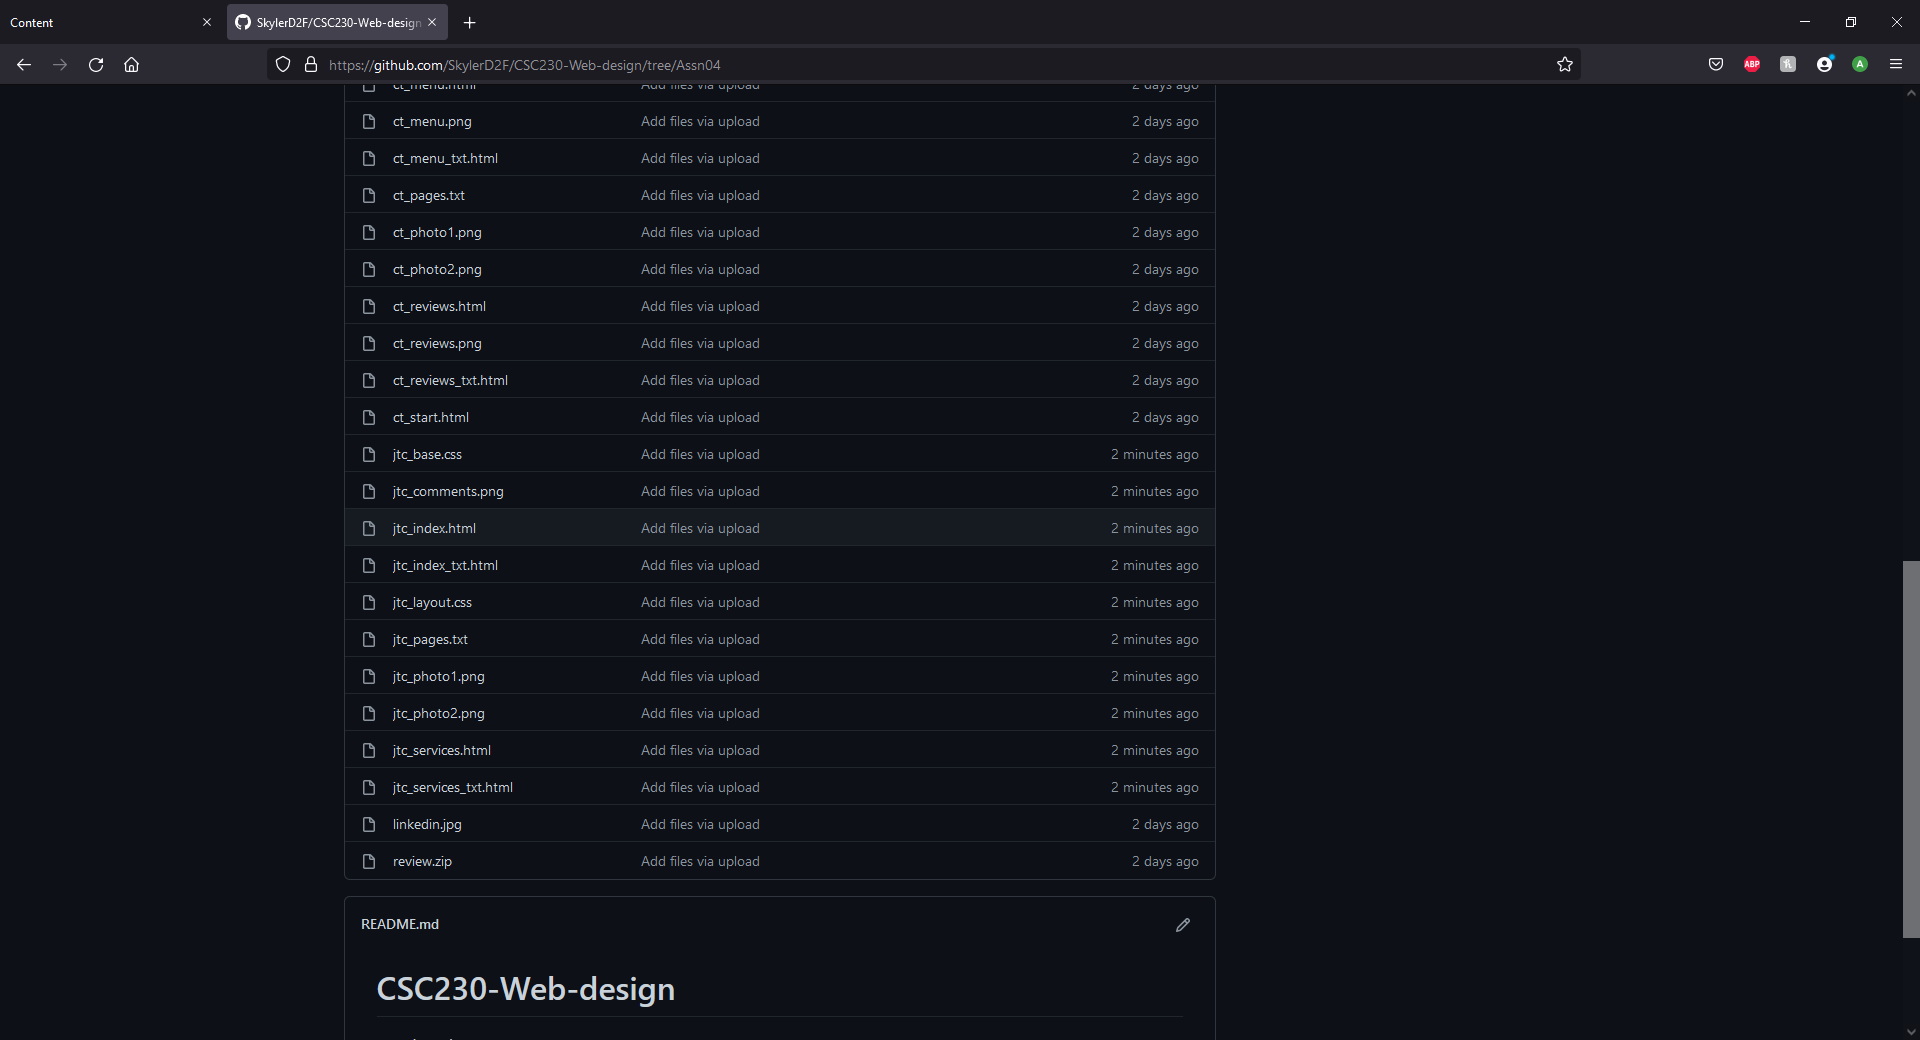 Content
SkylerD2F/CSC230-Web-design
https://github.com/SkylerD2F/CSC230-Web-design/tree/Assn04
ABP
A
ct_menu.html Add files via upload 2 days ago
ct_menu.png Add files via upload 2 days ago
ct_menu_txt.html Add files via upload 2 days ago
ct_pages.txt Add files via upload 2 days ago
ct_photo1.png Add files via upload 2 days ago
ct_photo2.png Add files via upload 2 days ago
ct_reviews.html Add files via upload 2 days ago
ct_reviews.png Add files via upload 2 days ago
ct_reviews_txt.html Add files via upload 2 days ago
ct_start.html Add files via upload 2 days ago
jtc_base.css Add files via upload 2 minutes ago
jtc_comments.png Add files via upload 2 minutes ago
jtc_index.html Add files via upload 2 minutes ago
jtc_index_txt.html Add files via upload 2 minutes ago
jtc_layout.css Add files via upload 2 minutes ago
jtc_pages.txt Add files via upload 2 minutes ago
jtc_photo1.png Add files via upload 2 minutes ago
jtc_photo2.png Add files via upload 2 minutes ago
jtc_services.html Add files via upload 2 minutes ago
jtc_services_txt.html Add files via upload 2 minutes ago
linkedin.jpg Add files via upload 2 days ago
review.zip Add files via upload 2 days ago
README.md
CSC230-Web-design